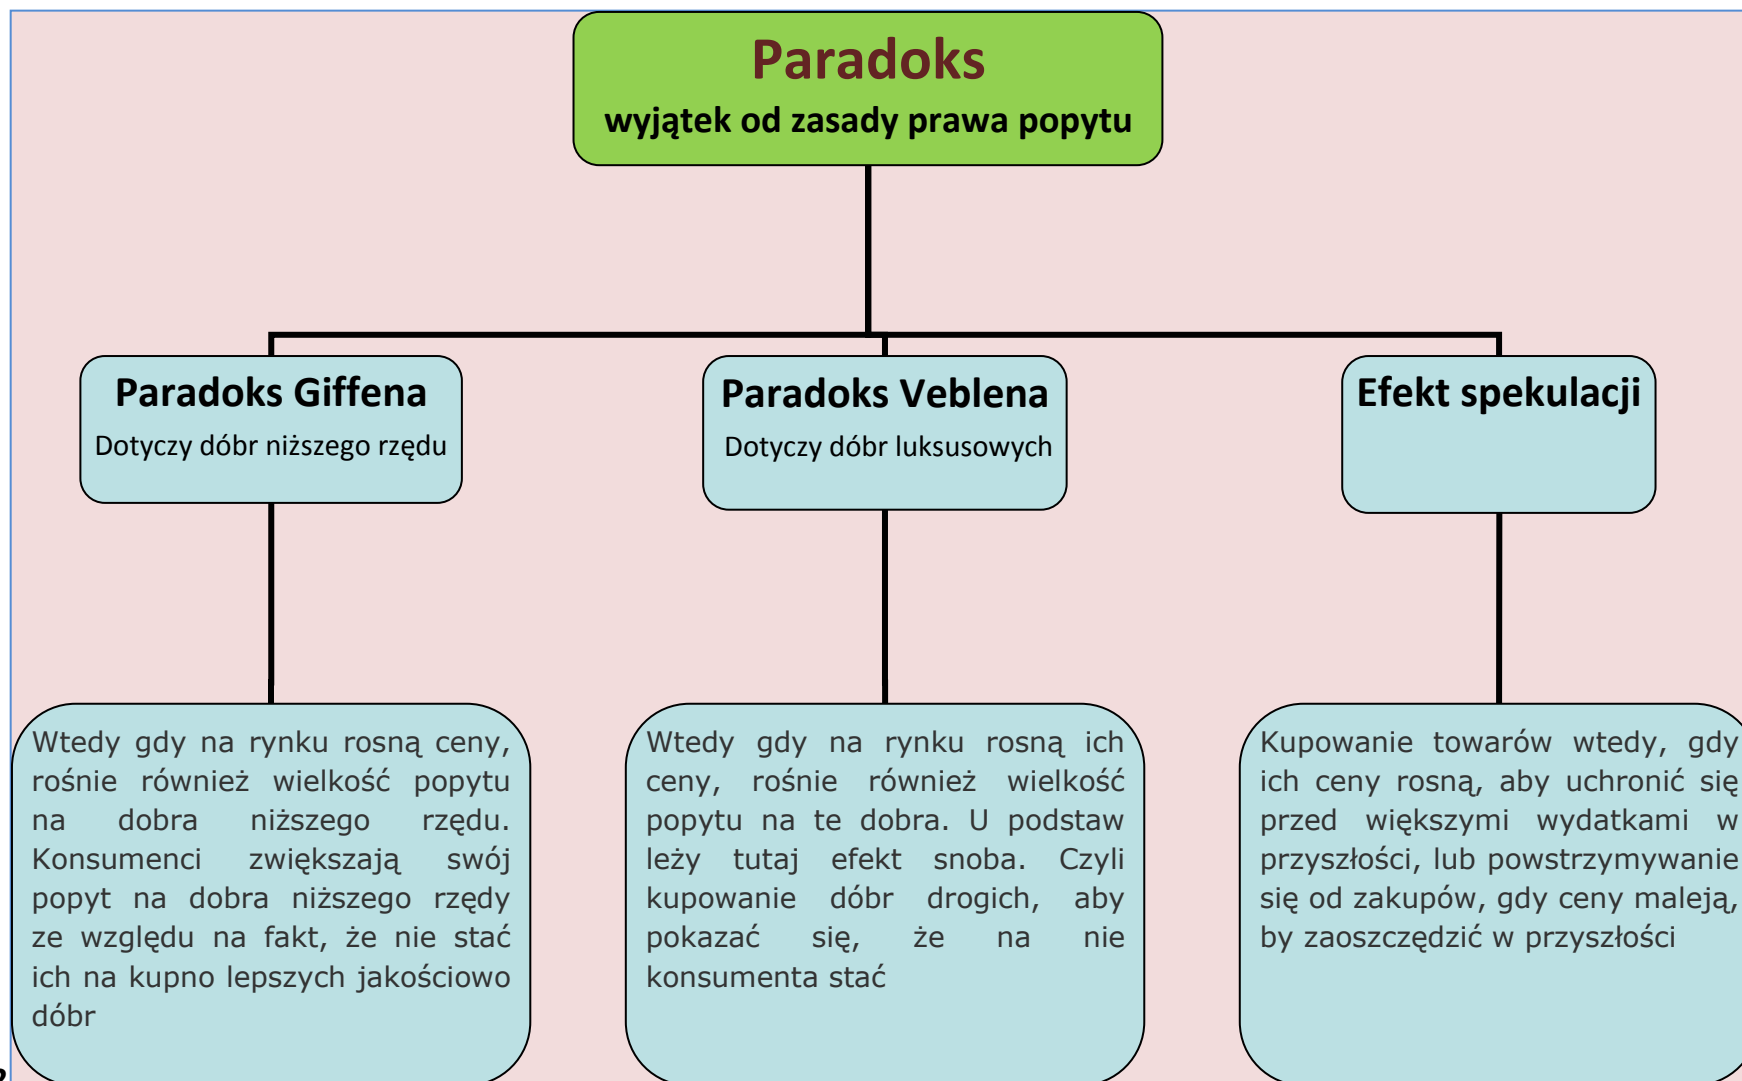 Paradoks
wyjątek od zasady prawa popytu
Paradoks Giffena
Dotyczy dóbr niższego rzędu
Paradoks Veblena
Dotyczy dóbr luksusowych
Efekt spekulacji
Wtedy gdy na rynku rosną ceny,
rośnie również wielkość popytu
na dobra niższego rzędu.
Konsumenci zwiększają swój
popyt na dobra niższego rzędy
ze względu na fakt, że nie stać
ich na kupno lepszych jakościowo
dóbr
Wtedy gdy na rynku rosną ich
ceny, rośnie również wielkość
popytu na te dobra. U podstaw
leży tutaj efekt snoba. Czyli
kupowanie dóbr drogich, aby
pokazać się, że na nie
konsumenta stać
Kupowanie towarów wtedy, gdy
ich ceny rosną, aby uchronić się
przed większymi wydatkami w
przyszłości, lub powstrzymywanie
się od zakupów, gdy ceny maleją,
by zaoszczędzić w przyszłości